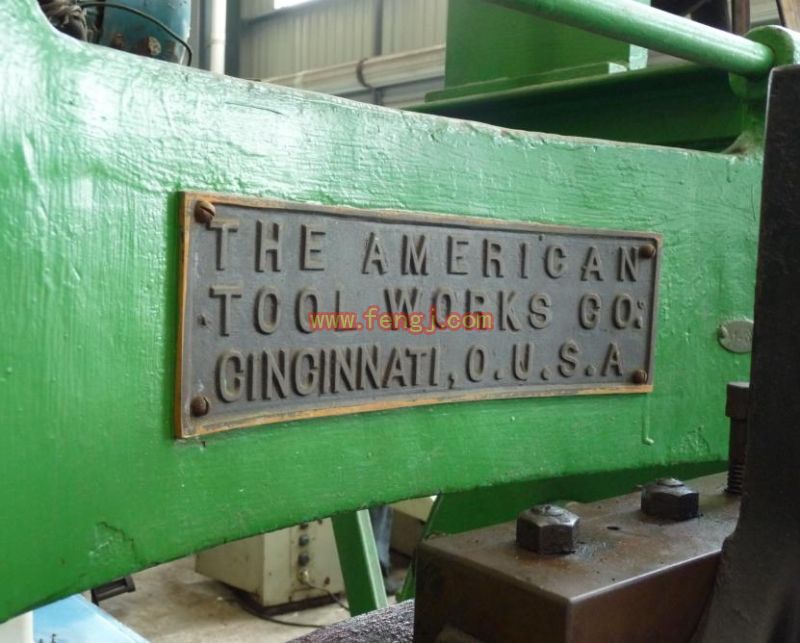 THE AMERICAN
TOOL WORKS CO.
www.fengj.com
CINCINNATI, O. U. S. A